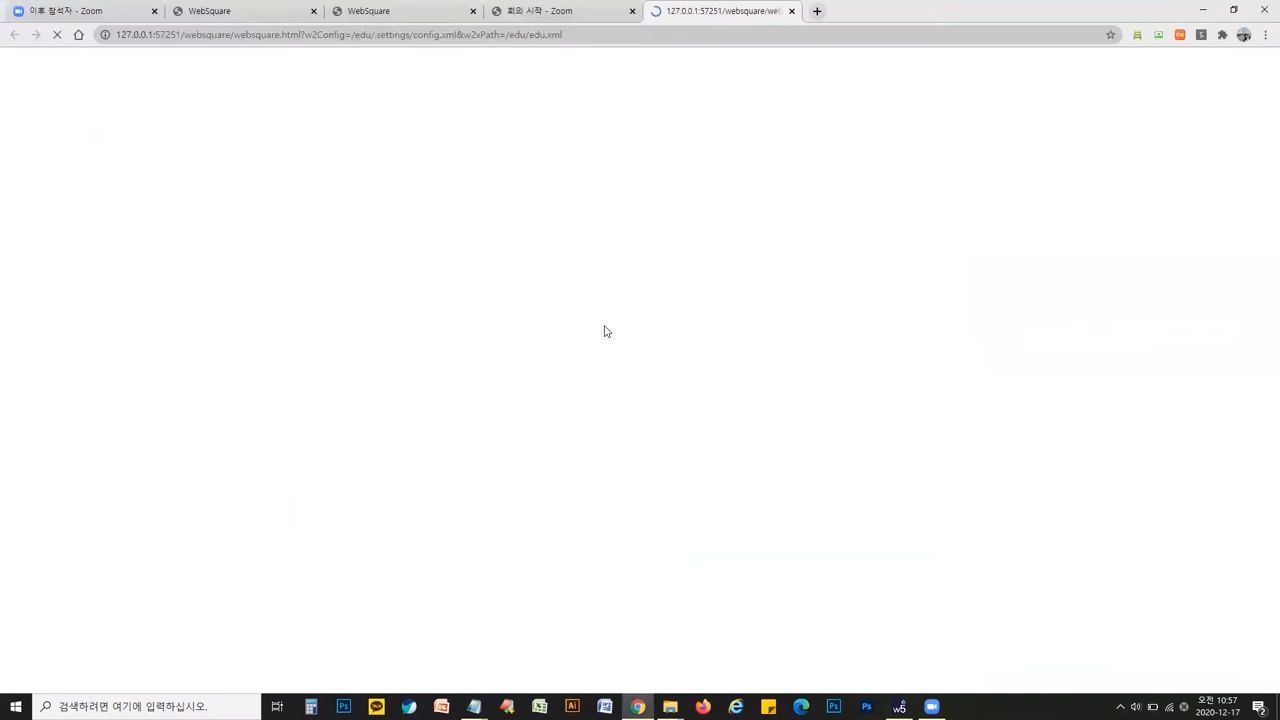 이후 참석자 - Zoom
WebSquare
WebSquare
회의 시작 - Zoom
127.0.0.1:57251/websquare/web
127.0.0.1:57251/websquare/websquare.html?w2Config=/edu/.settings/config.xml&w2xPath=/edu/edu.xml
검색하려면 여기에 입력하십시오.
오전 10:57
2020-12-17